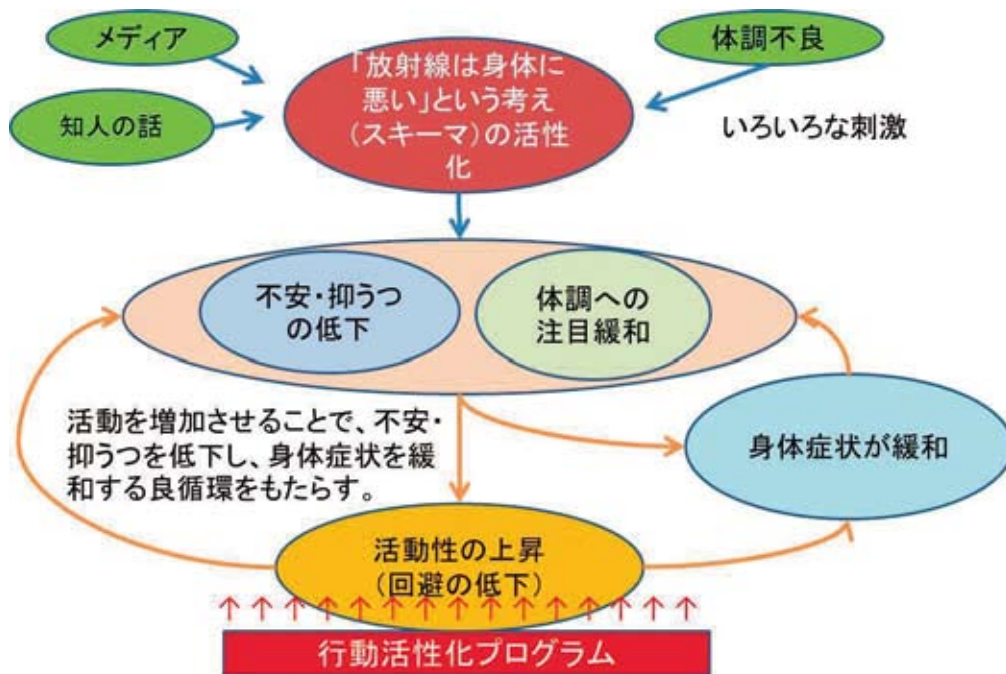 メディア
知人の話
「放射線は身体に
悪い」という考え
(スキーマ)の活性
化
体調不良
いろいろな刺激
不安・抑うつ
の低下
体調への
注目緩和
活動を増加させることで、不安・
抑うつを低下し、身体症状を緩
和する良循環をもたらす。
身体症状が緩和
活動性の上昇
(回避の低下)
行動活性化プログラム